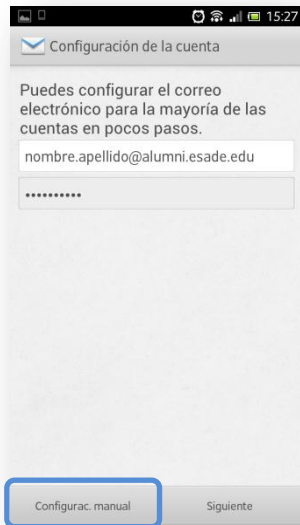 15:27
Configuración de la cuenta
Puedes configurar el correo
electrónico para la mayoría de las
cuentas en pocos pasos.
nombre.apellido@alumni.esade.edu
••••••••••
Configurac. manual
Siguiente